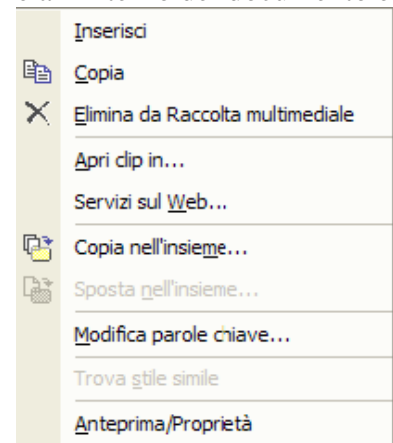 Inserisci
Copia
Elimina da Raccolta multimediale
Apri clip in...
Servizi sul Web...
Copia nell'insieme...
Sposta nell'insieme...
Modifica parole chiave...
Trova stile simile
Anteprima/Proprietà